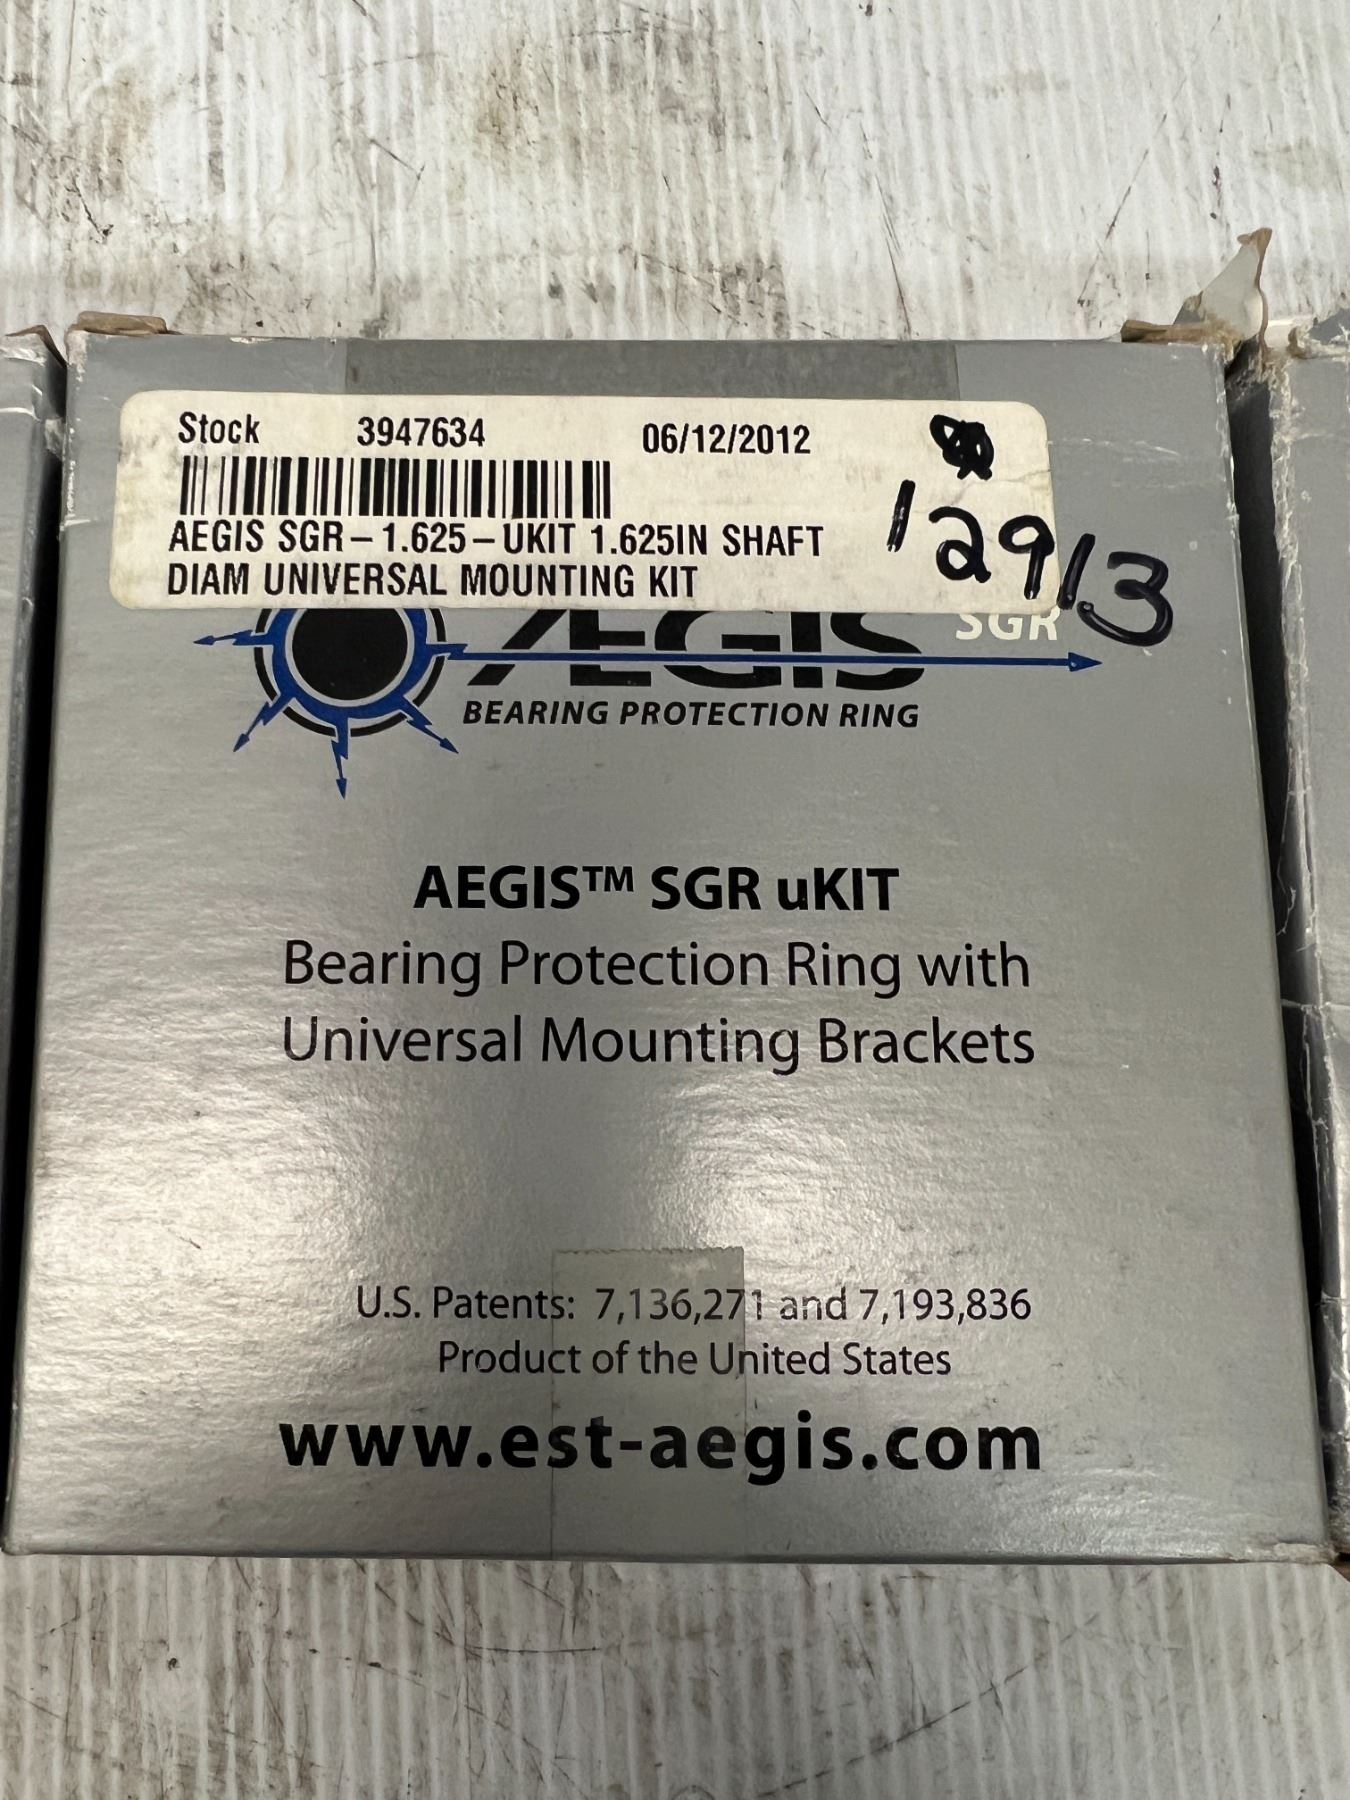 Stock 3947634 06/12/2012
AEGIS SGR-1.625-UKIT 1.625IN SHAFT
DIAM UNIVERSAL MOUNTING KIT
12913
ÆGIS SGR
BEARING PROTECTION RING
AEGIS™ SGR uKIT
Bearing Protection Ring with
Universal Mounting Brackets
U.S. Patents: 7,136,271 and 7,193,836
Product of the United States
www.est-aegis.com